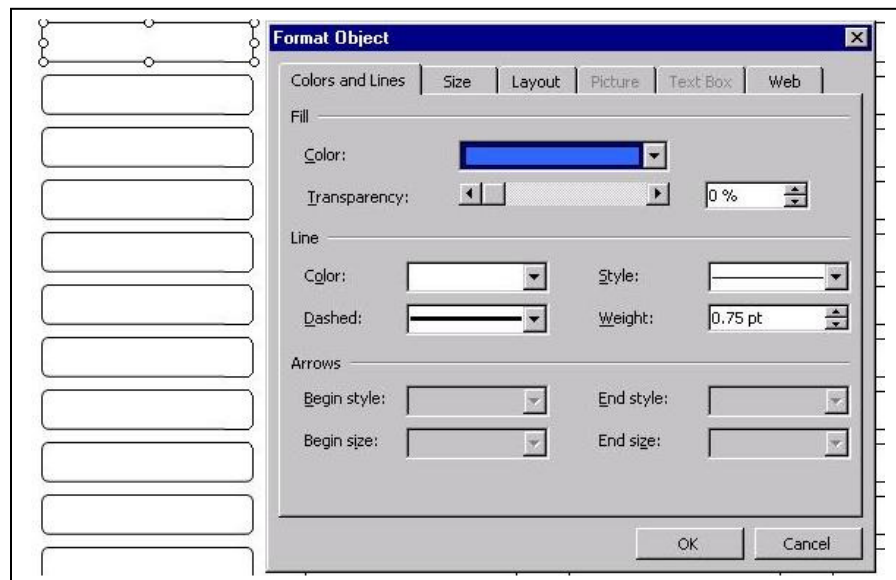 Format Object
Colors and Lines Size Layout Picture Text Box Web
Fill
Color:
Transparency: 0 %
Line
Color: Style:
Dashed: Weight: 0.75 pt
Arrows
Begin style: End style:
Begin size: End size:
OK Cancel